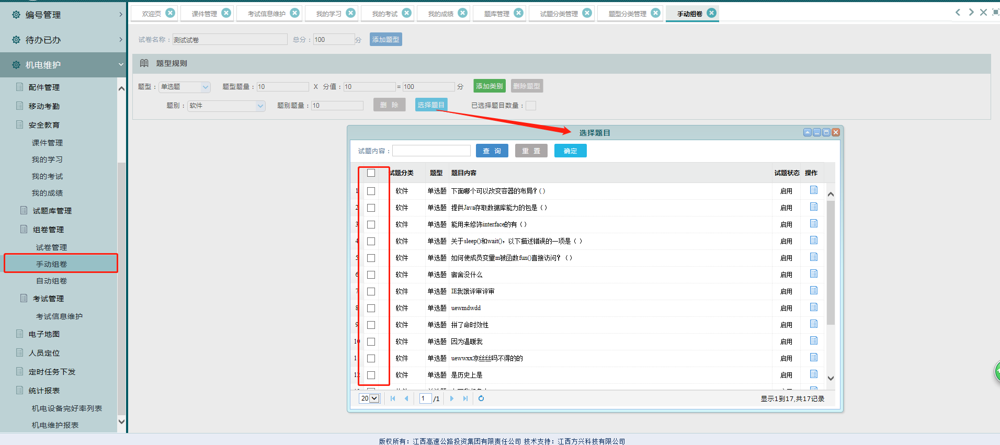 编号管理
待办已办
机电维护
配件管理
移动考勤
安全教育
课件管理
我的学习
我的考试
我的成绩
试题库管理
组卷管理
试卷管理
手动组卷
自动组卷
考试管理
考试信息维护
电子地图
人员定位
定时任务下发
统计报表
机电设备完好率列表
机电维护报表
欢迎页 课件管理 考试信息维护 我的学习 我的考试 我的成绩 题库管理 试题分类管理 题型分类管理 手动组卷
试卷名称： 测试试卷 总分： 100 分 添加题型
题型规则
题型： 单选题 题型题量： 10 X 分值： 10 = 100 分 添加类别 删除题型
题别： 软件 题别题量： 10 删 除 选择题目 已选择题目数量：
选择题目
试题内容： 查 询 重 置 确定
试题分类 题型 题目内容 试题状态 操作
1 软件 单选题 下面哪个可以改变容器的布局？() 启用
2 软件 单选题 提供Java存取数据库能力的包是（） 启用
3 软件 单选题 能用来修饰interface的有（） 启用
4 软件 单选题 关于sleep()和wait()，以下描述错误的一项是（ ） 启用
5 软件 单选题 如何使成员变量m被函数fun()直接访问？（ ） 启用
6 软件 单选题 宿舍没什么 启用
7 软件 单选题 IE我饿评审评审 启用
8 软件 单选题 uewmdwdd 启用
9 软件 单选题 拼了命时效性 启用
10 软件 单选题 因为温暖我 启用
1 软件 单选题 uewwxx凉丝丝吗不得的的 启用
12 软件 单选题 是历史上是 启用
20 1 /1 显示1到17,共17记录
版权所有：江西高速公路投资集团有限责任公司 技术支持：江西方兴科技有限公司